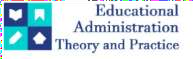 Educational
Administration
Theory and Practice